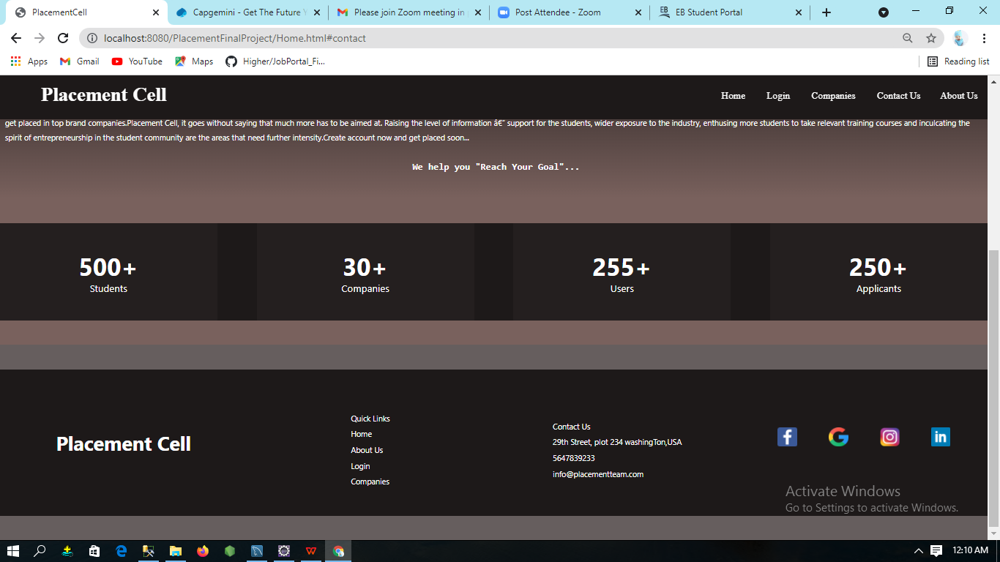 PlacementCell
Capgemini - Get The Future Y
Please join Zoom meeting in
Post Attendee - Zoom
EB Student Portal
localhost:8080/PlacementFinalProject/Home.html#contact
Apps
Gmail
YouTube
Maps
Higher/JobPortal_Fi...
Reading list
Placement Cell
Home
Login
Companies
Contact Us
About Us
get placed in top brand companies.Placement Cell, it goes without saying that much more has to be aimed at. Raising the level of information â€“ support for the students, wider exposure to the industry, enthusing more students to take relevant training courses and inculcating the
spirit of entrepreneurship in the student community are the areas that need further intensity.Create account now and get placed soon...
We help you "Reach Your Goal"...
500+
Students
30+
Companies
255+
Users
250+
Applicants
Placement Cell
Quick Links
Home
About Us
Login
Companies
Contact Us
29th Street, plot 234 washingTon,USA
5647839233
info@placementteam.com
Activate Windows
Go to Settings to activate Windows.
12:10 AM